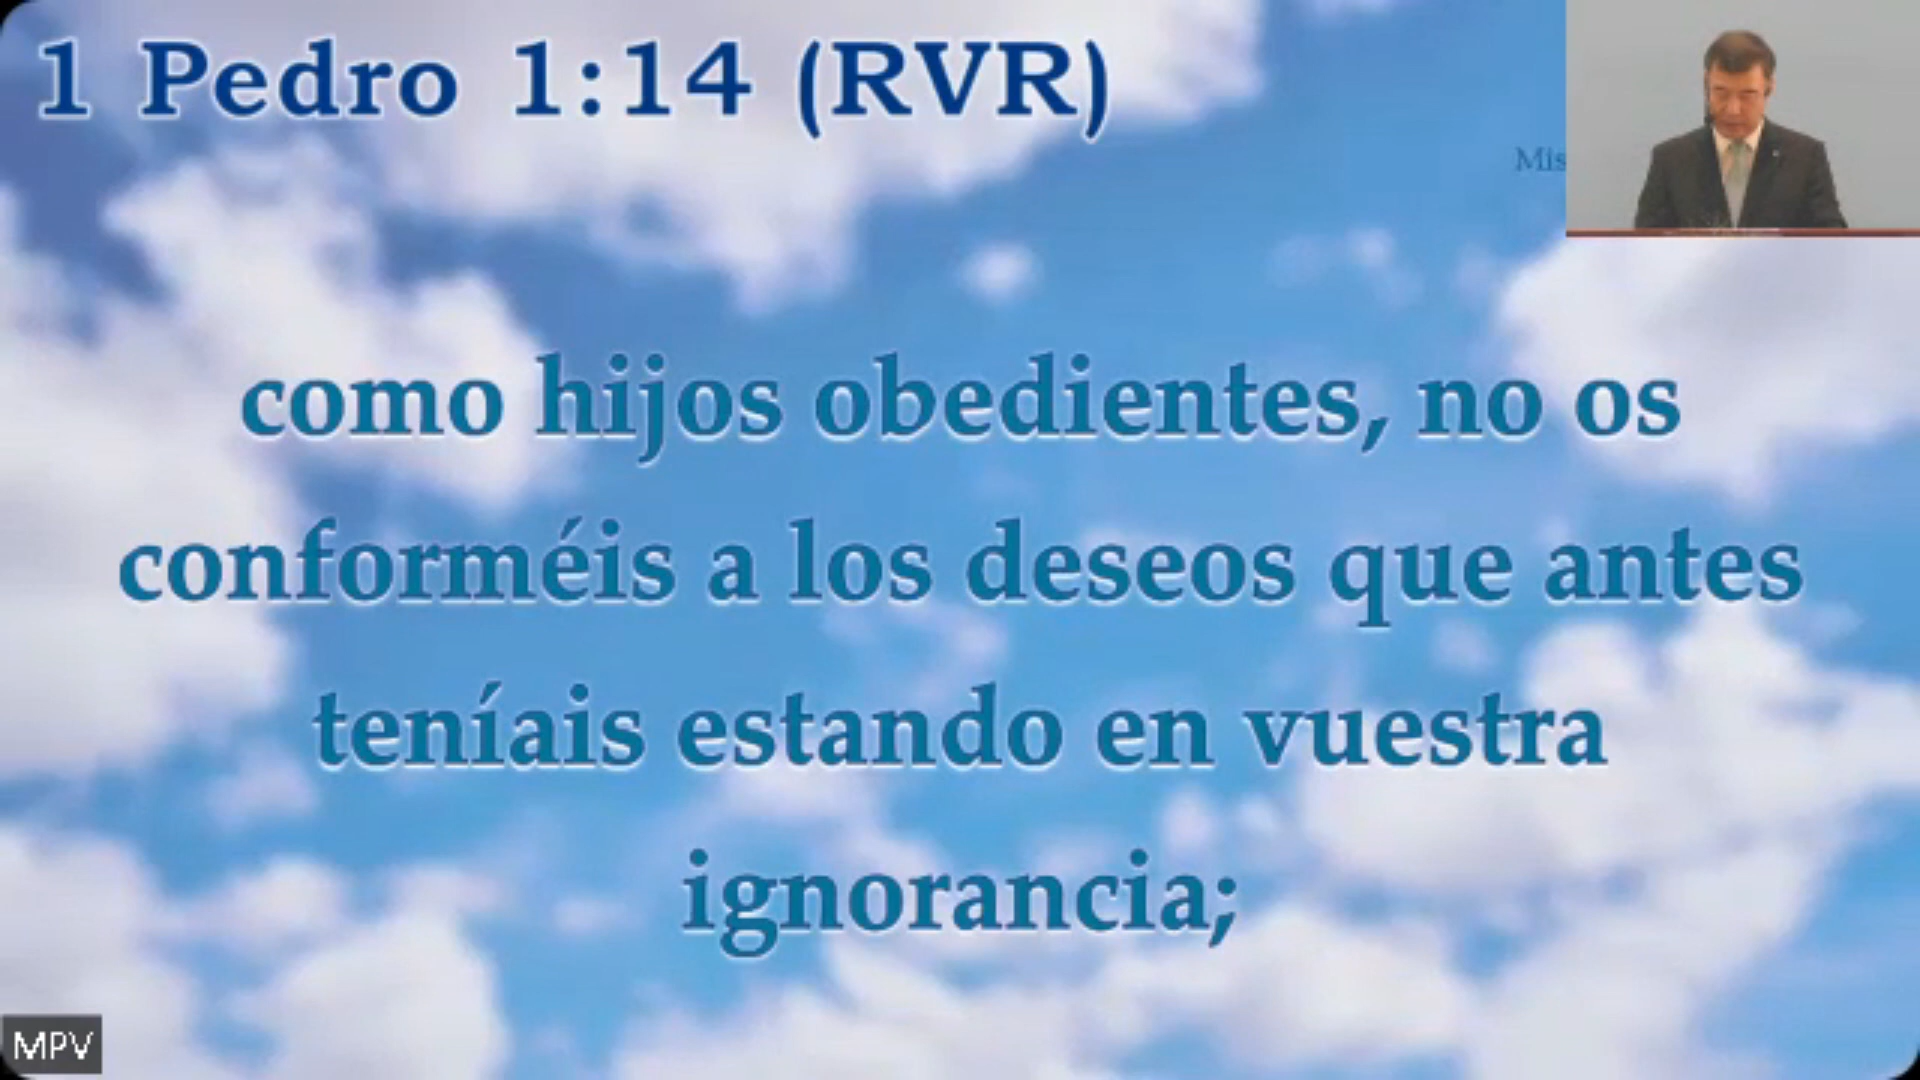 1 Pedro 1:14 (RVR)
como hijos obedientes, no os
conforméis a los deseos que antes
teníais estando en vuestra
ignorancia;
MPV